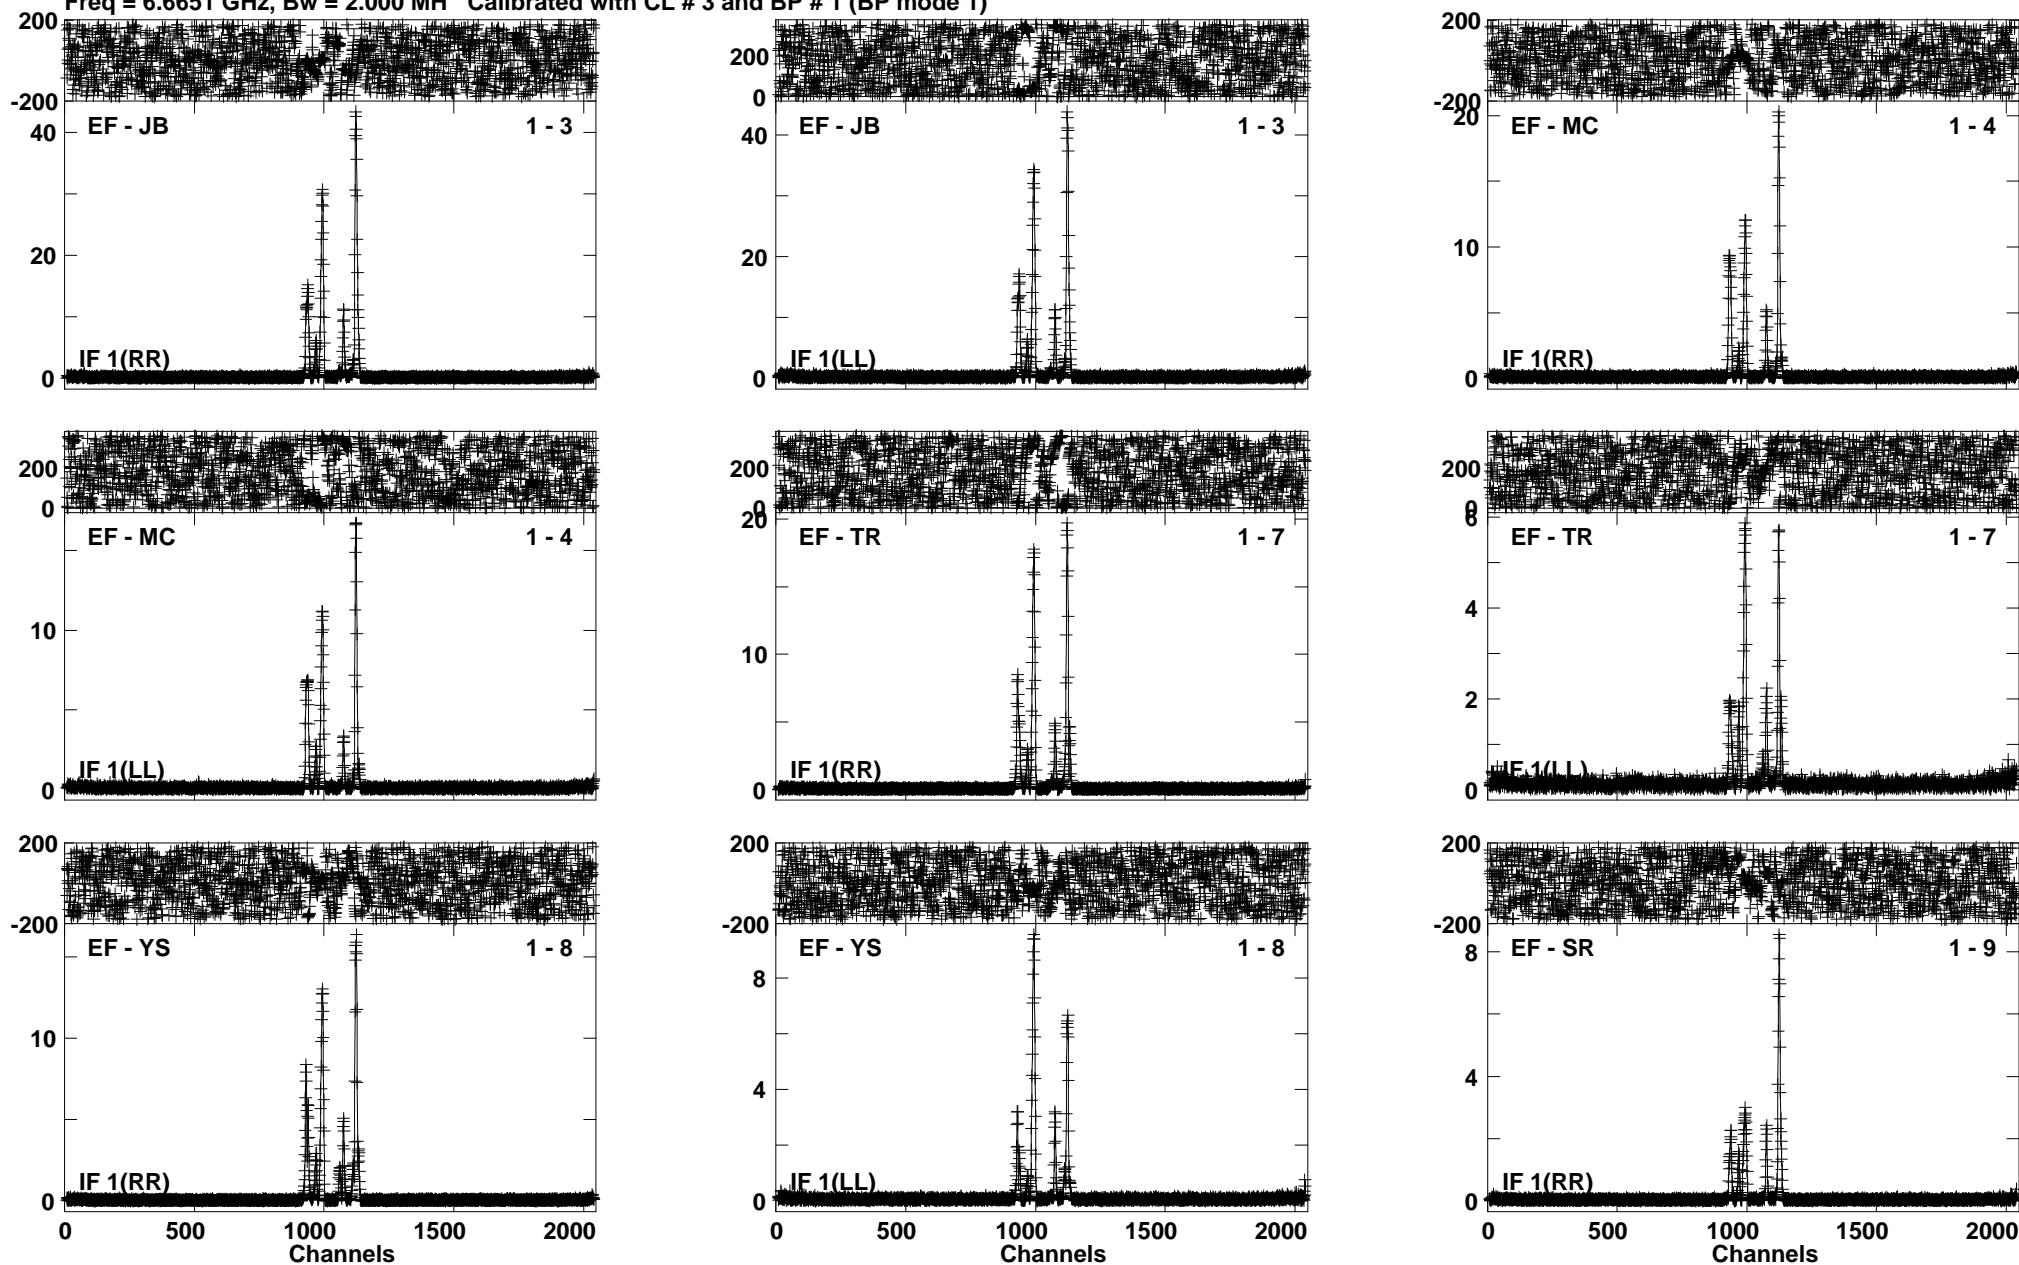 Freq = 6.6651 GHz, Bw = 2.000 MH Calibrated with CL # 3 and BP # 1 (BP mode 1)
200
-200
EF - JB 1 - 3
40
20
0
IF 1(RR)
200
0
EF - JB 1 - 3
40
20
0
IF 1(LL)
200
-200
EF - MC 1 - 4
20
10
0
IF 1(RR)
200
0
EF - MC 1 - 4
10
0
IF 1(LL)
200
0
EF - TR 1 - 7
20
10
0
IF 1(RR)
200
0
EF - TR 1 - 7
6
4
2
0
IF 1(LL)
200
-200
EF - YS 1 - 8
10
0
IF 1(RR)
0 500 1000 1500 2000
Channels
200
-200
EF - YS 1 - 8
8
4
0
IF 1(LL)
0 500 1000 1500 2000
Channels
200
-200
EF - SR 1 - 9
8
4
0
IF 1(RR)
0 500 1000 1500 2000
Channels